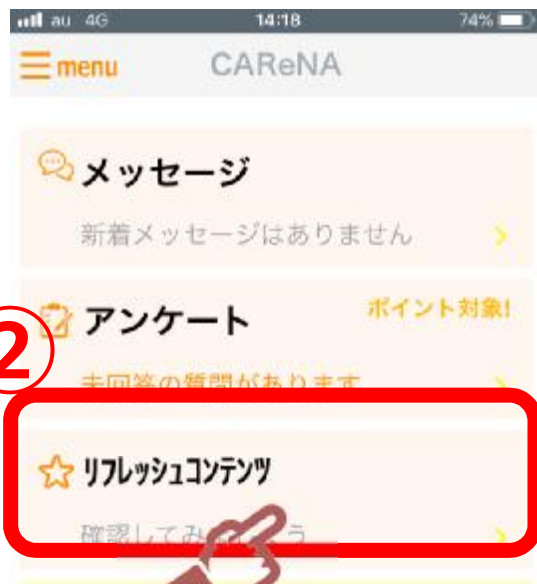 au 4G 14:18 74%
menu CAReNA
メッセージ
新着メッセージはありません
② アンケート ポイント対象!
未回答の質問があります
リフレッシュコンテンツ
確認してみ